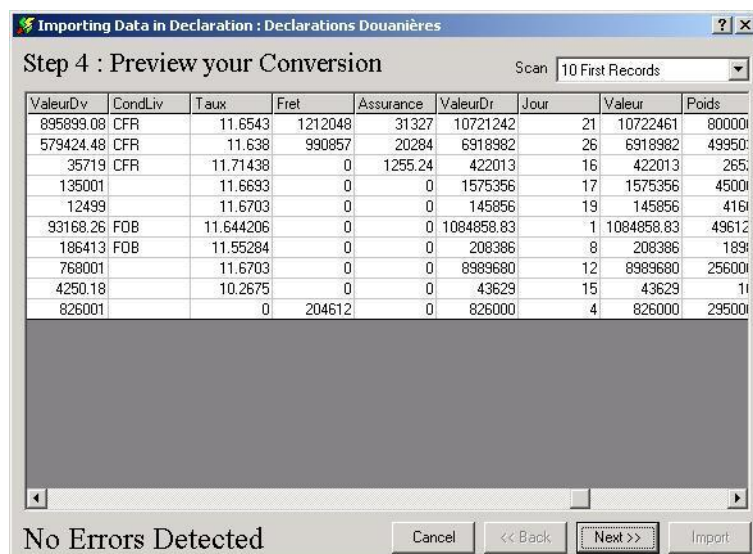 Importing Data in Declaration : Declarations Douanières
Step 4 : Preview your Conversion
Scan 10 First Records
ValeurDv CondLiv Taux Fret Assurance ValeurDr Jour Valeur Poids
895899.08 CFR 11.6543 1212048 31327 10721242 21 10722461
579424.48 CFR 11.638 990857 20284 6918982 26 6918982
35719 CFR 11.71438 0 1255.24 422013 16 422013
135001 11.6693 0 0 1575356 17 1575356
12499 11.6703 0 0 145856 19 145856
93168.26 FOB 11.644206 0 0 1084858.83 1 1084858.83
186413 FOB 11.55284 0 0 208386 8 208386
768001 11.6703 0 0 8989680 12 8989680
4250.18 10.2675 0 0 43629 15 43629
826001 0 204612 0 826000 4 826000
No Errors Detected
Cancel << Back Next >> Import